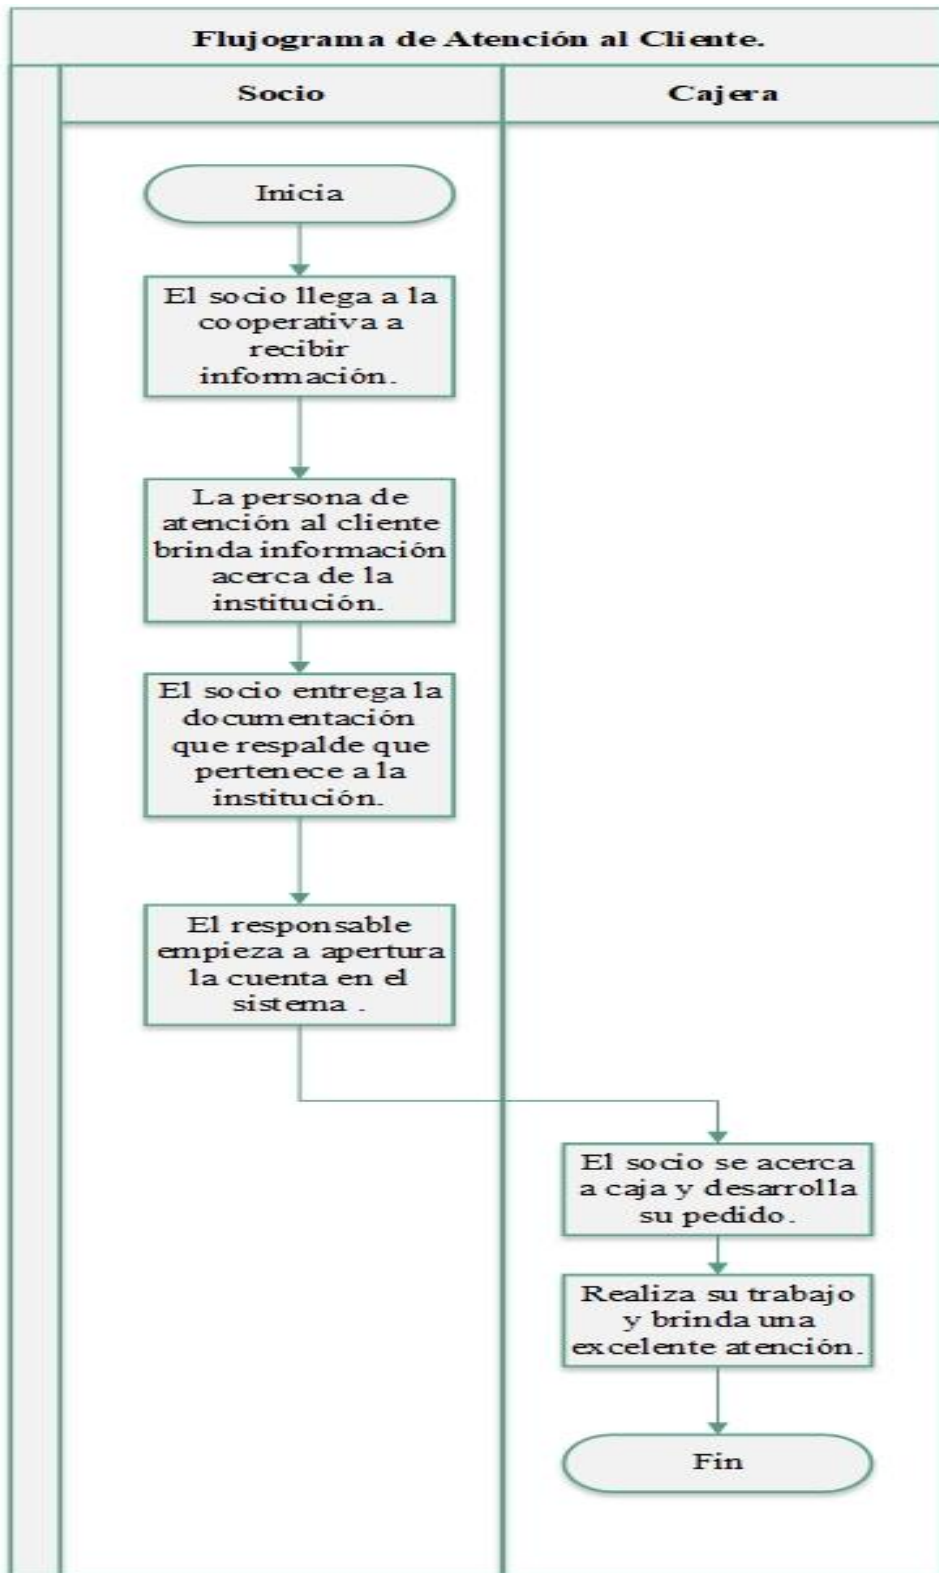 Flujograma de Atención al Cliente.
Socio
Cajera
Inicia
El socio llega a la
cooperativa a
recibir
información.
La persona de
atención al cliente
brinda información
acerca de la
institución.
El socio entrega la
documentación
que respalde que
pertenece a la
institución.
El responsable
empieza a apertura
la cuenta en el
sistema .
El socio se acerca
a caja y desarrolla
su pedido.
Realiza su trabajo
y brinda una
excelente atención.
Fin